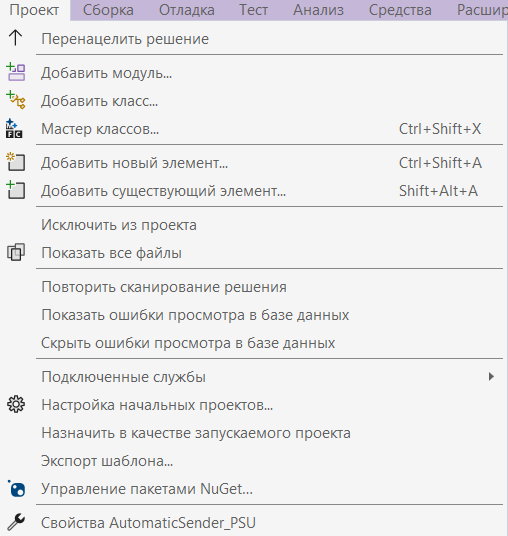 Проект Сборка Отладка Тест Анализ Средства Расшир
Перенацелить решение
Добавить модуль...
Добавить класс...
Мастер классов... Ctrl+Shift+X
Добавить новый элемент... Ctrl+Shift+A
Добавить существующий элемент... Shift+Alt+A
Исключить из проекта
Показать все файлы
Повторить сканирование решения
Показать ошибки просмотра в базе данных
Скрыть ошибки просмотра в базе данных
Подключенные службы
Настройка начальных проектов...
Назначить в качестве запускаемого проекта
Экспорт шаблона...
Управление пакетами NuGet...
Свойства AutomaticSender_PSU